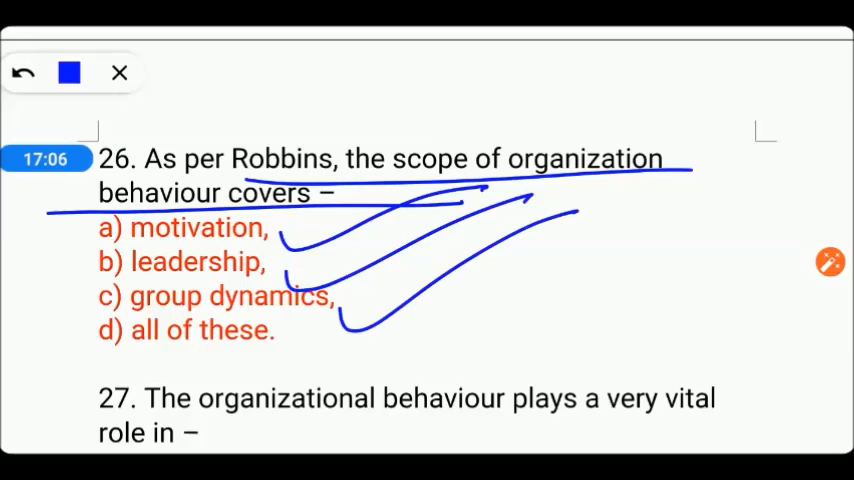 17:06
26. As per Robbins, the scope of organization
behaviour covers –
a) motivation,
b) leadership,
c) group dynamics,
d) all of these.
27. The organizational behaviour plays a very vital
role in –